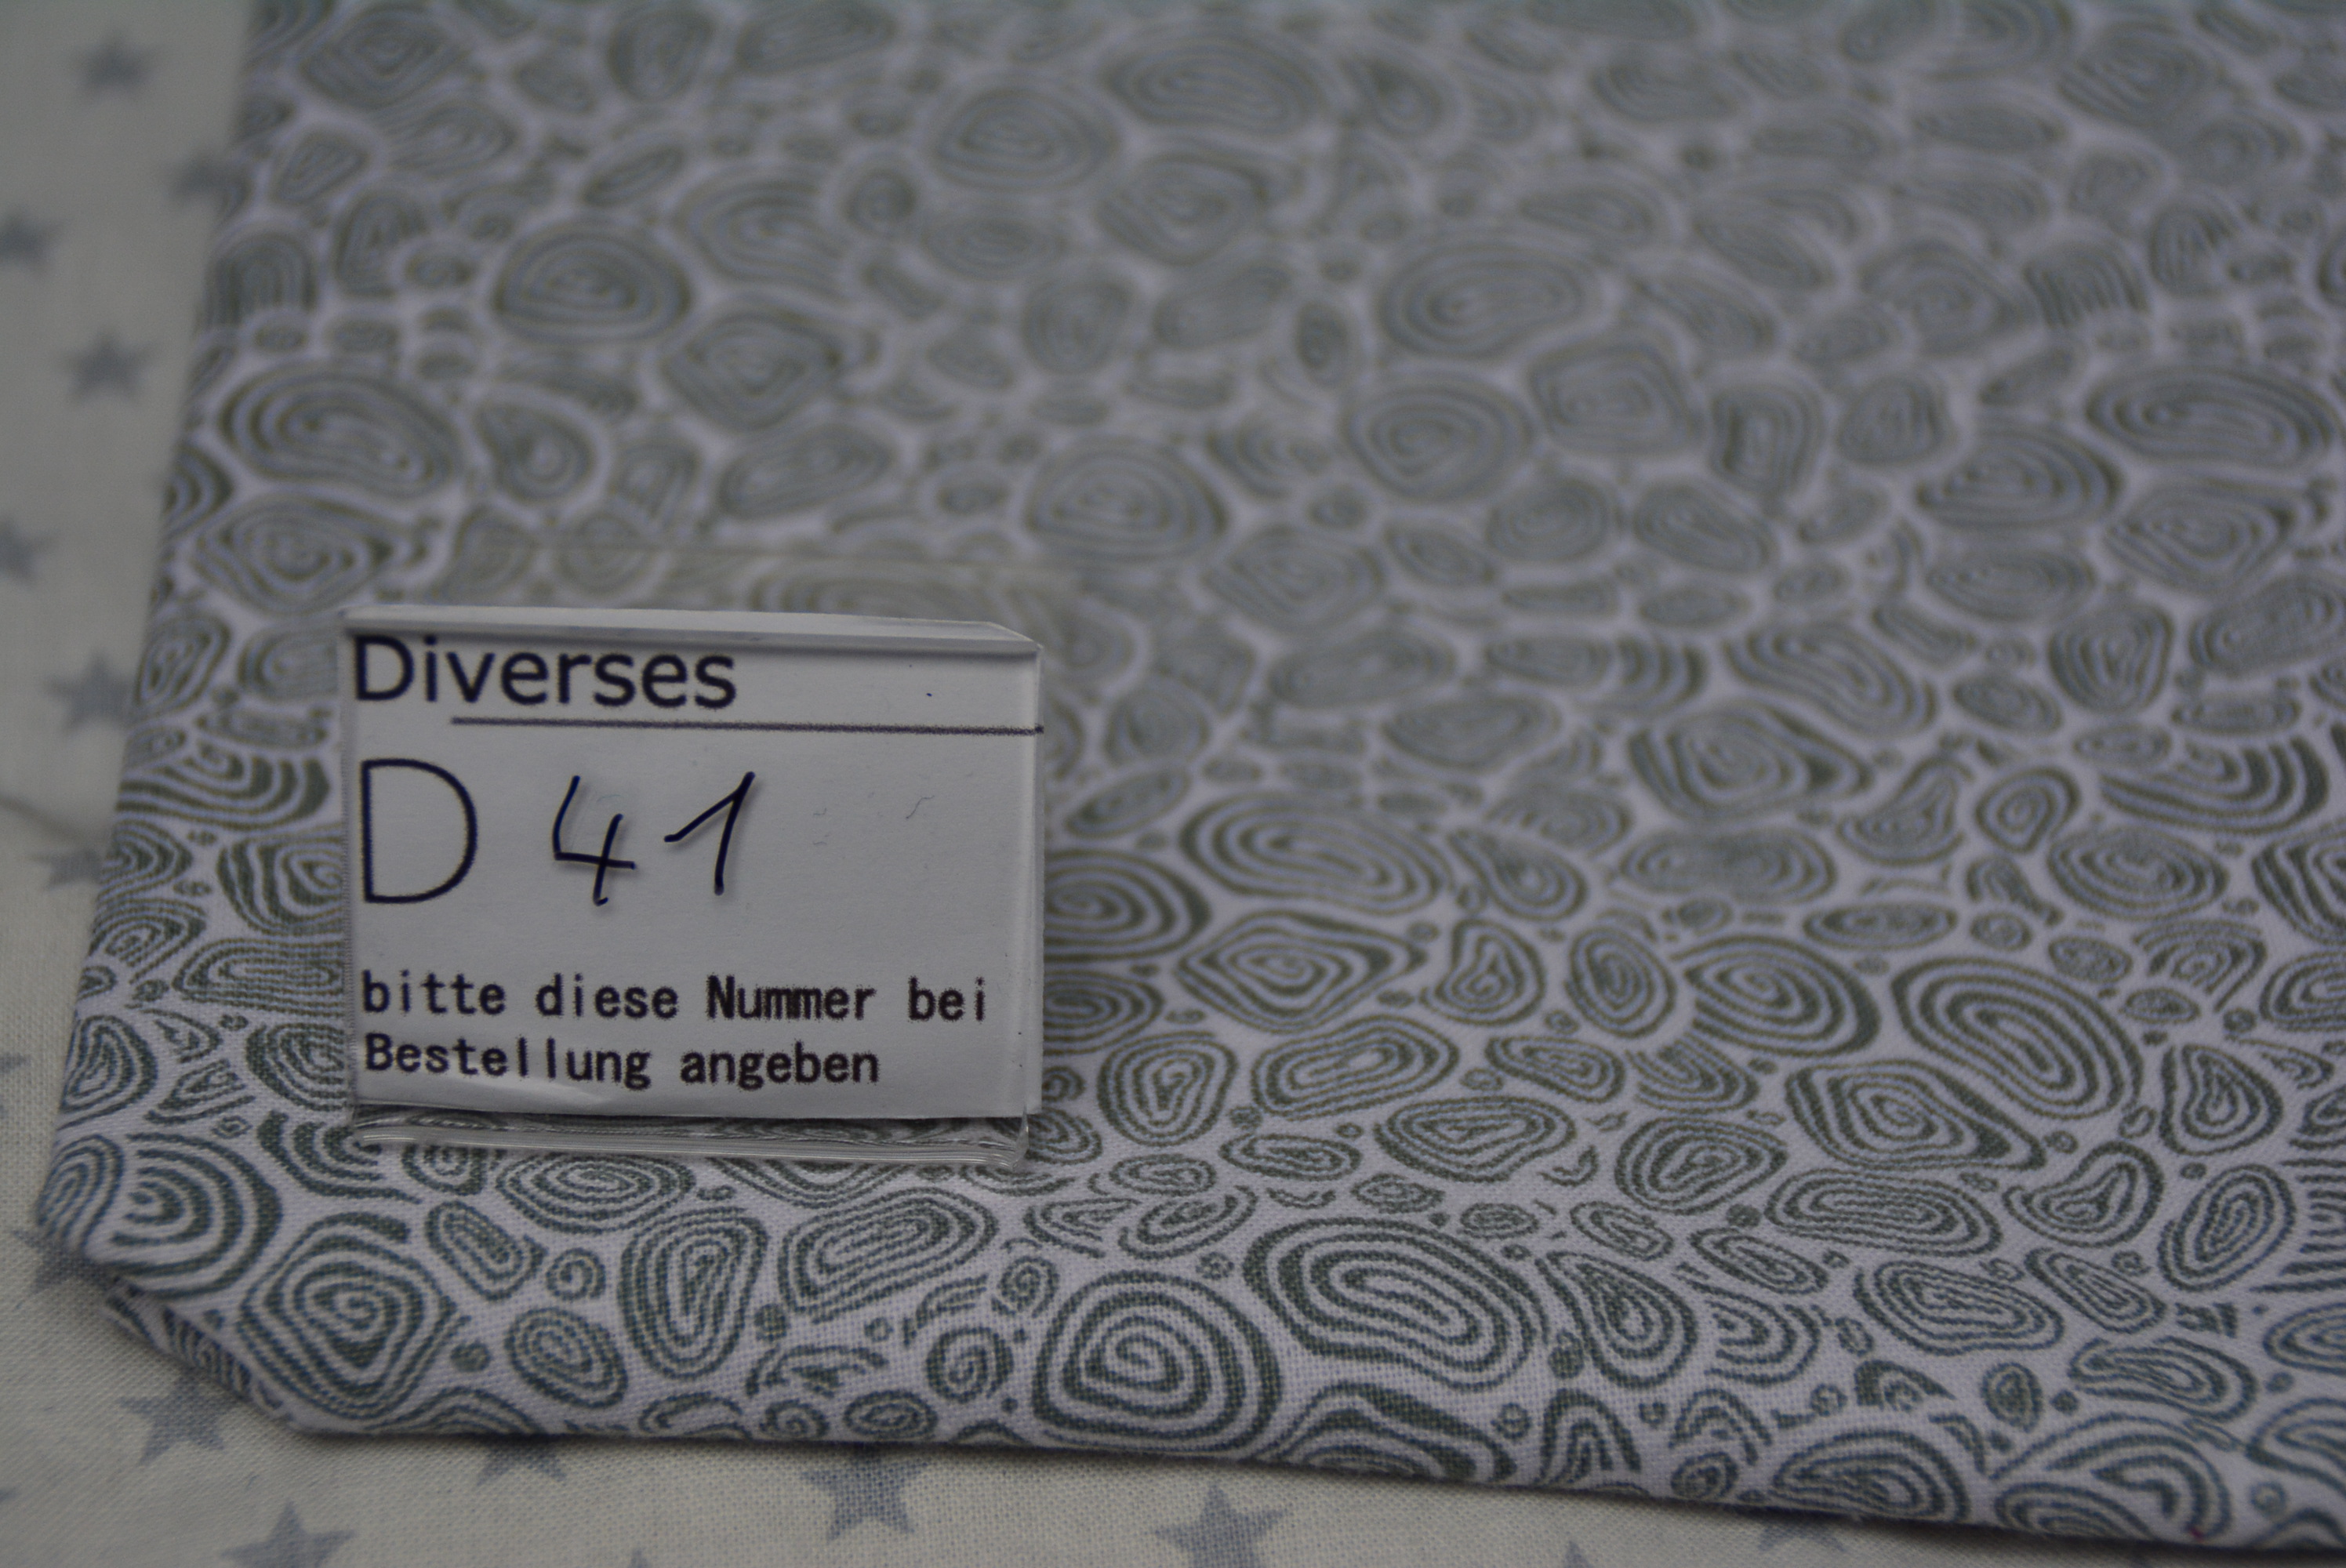 Diverses
D 41
bitte diese Nummer bei
Bestellung angeben